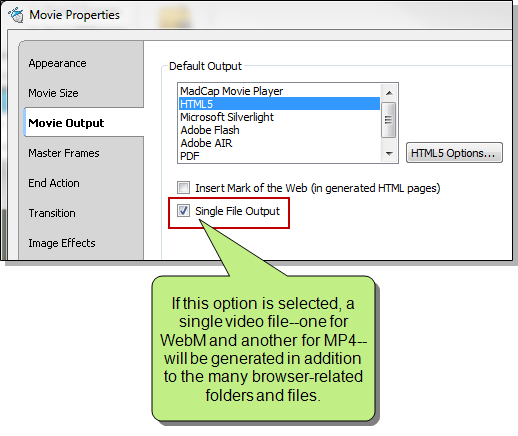 Movie Properties
Appearance
Movie Size
Movie Output
Master Frames
End Action
Transition
Image Effects
Default Output
MadCap Movie Player
HTML5
Microsoft Silverlight
Adobe Flash
Adobe AIR
PDF
HTML5 Options...
Insert Mark of the Web (in generated HTML pages)
Single File Output
If this option is selected, a
single video file--one for
WebM and another for MP4--
will be generated in addition
to the many browser-related
folders and files.